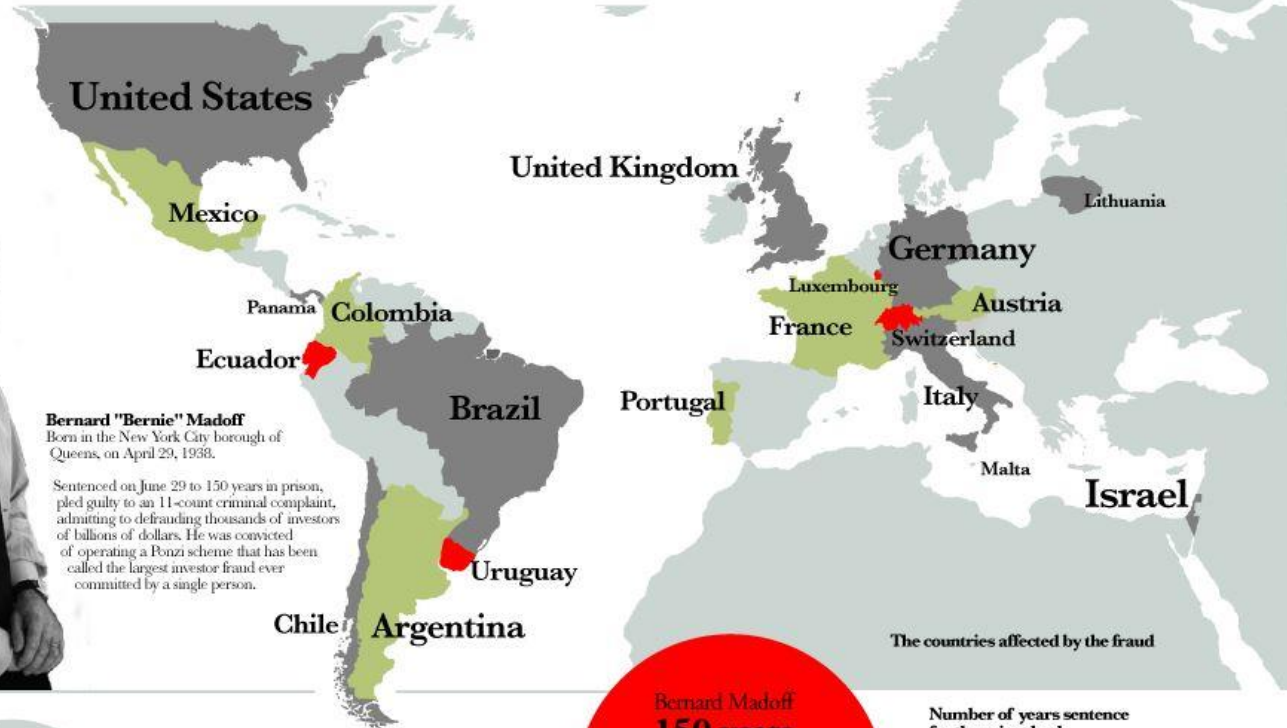 United States
United Kingdom
Mexico
Lithuania
Germany
Luxembourg
Panama
Colombia
Austria
France
Switzerland
Ecuador
Brazil
Portugal
Italy
Bernard "Bernie" Madoff
Born in the New York City borough of
Queens, on April 29, 1938.
Sentenced on June 29 to 150 years in prison,
pled guilty to an 11-count criminal complaint,
admitting to defrauding thousands of investors
of billions of dollars. He was convicted
of operating a Ponzi scheme that has been
called the largest investor fraud ever
committed by a single person.
Malta
Israel
Uruguay
Chile
Argentina
The countries affected by the fraud
Bernard Madoff
150 years
Number of years sentence